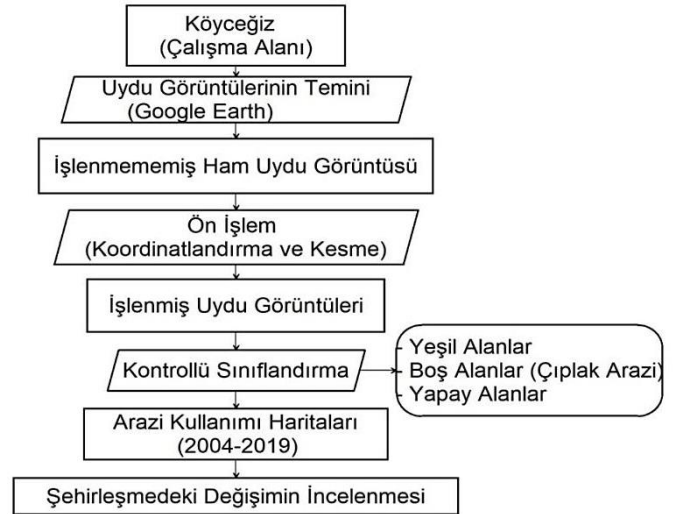 Köyceğiz
(Çalışma Alanı)
Uydu Görüntülerinin Temini
(Google Earth)
İşlenmememiş Ham Uydu Görüntüsü
Ön İşlem
(Koordinatlandırma ve Kesme)
İşlenmiş Uydu Görüntüleri
Kontrollü Sınıflandırma
- Yeşil Alanlar
- Boş Alanlar (Çıplak Arazi)
- Yapay Alanlar
Arazi Kullanımı Haritaları
(2004-2019)
Şehirleşmedeki Değişimin İncelenmesi